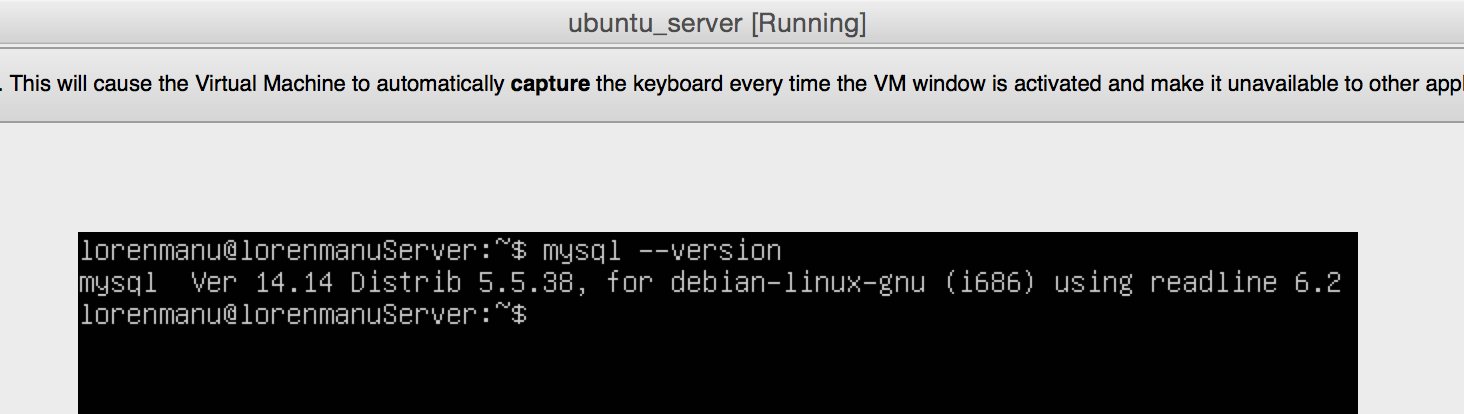 ubuntu_server [Running]
. This will cause the Virtual Machine to automatically capture the keyboard every time the VM window is activated and make it unavailable to other appl
lorenmanu@lorenmanuServer:~$ mysql --version
mysql  Ver 14.14 Distrib 5.5.38, for debian-linux-gnu (i686) using readline 6.2
lorenmanu@lorenmanuServer:~$